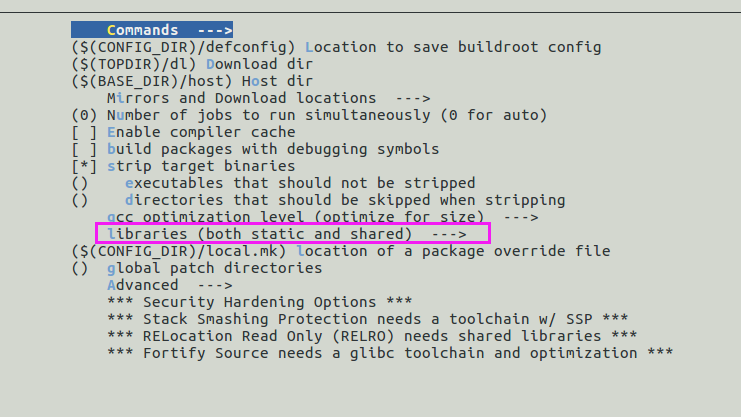 Commands  --->
($(CONFIG_DIR)/defconfig) Location to save buildroot config
($(TOPDIR)/dl) Download dir
($(BASE_DIR)/host) Host dir
Mirrors and Download locations  --->
(0) Number of jobs to run simultaneously (0 for auto)
[ ] Enable compiler cache
[ ] build packages with debugging symbols
[*] strip target binaries
()    executables that should not be stripped
()    directories that should be skipped when stripping
gcc optimization level (optimize for size)  --->
libraries (both static and shared)  --->
($(CONFIG_DIR)/local.mk) location of a package override file
()  global patch directories
Advanced  --->
*** Security Hardening Options ***
*** Stack Smashing Protection needs a toolchain w/ SSP ***
*** RELocation Read Only (RELRO) needs shared libraries ***
*** Fortify Source needs a glibc toolchain and optimization ***